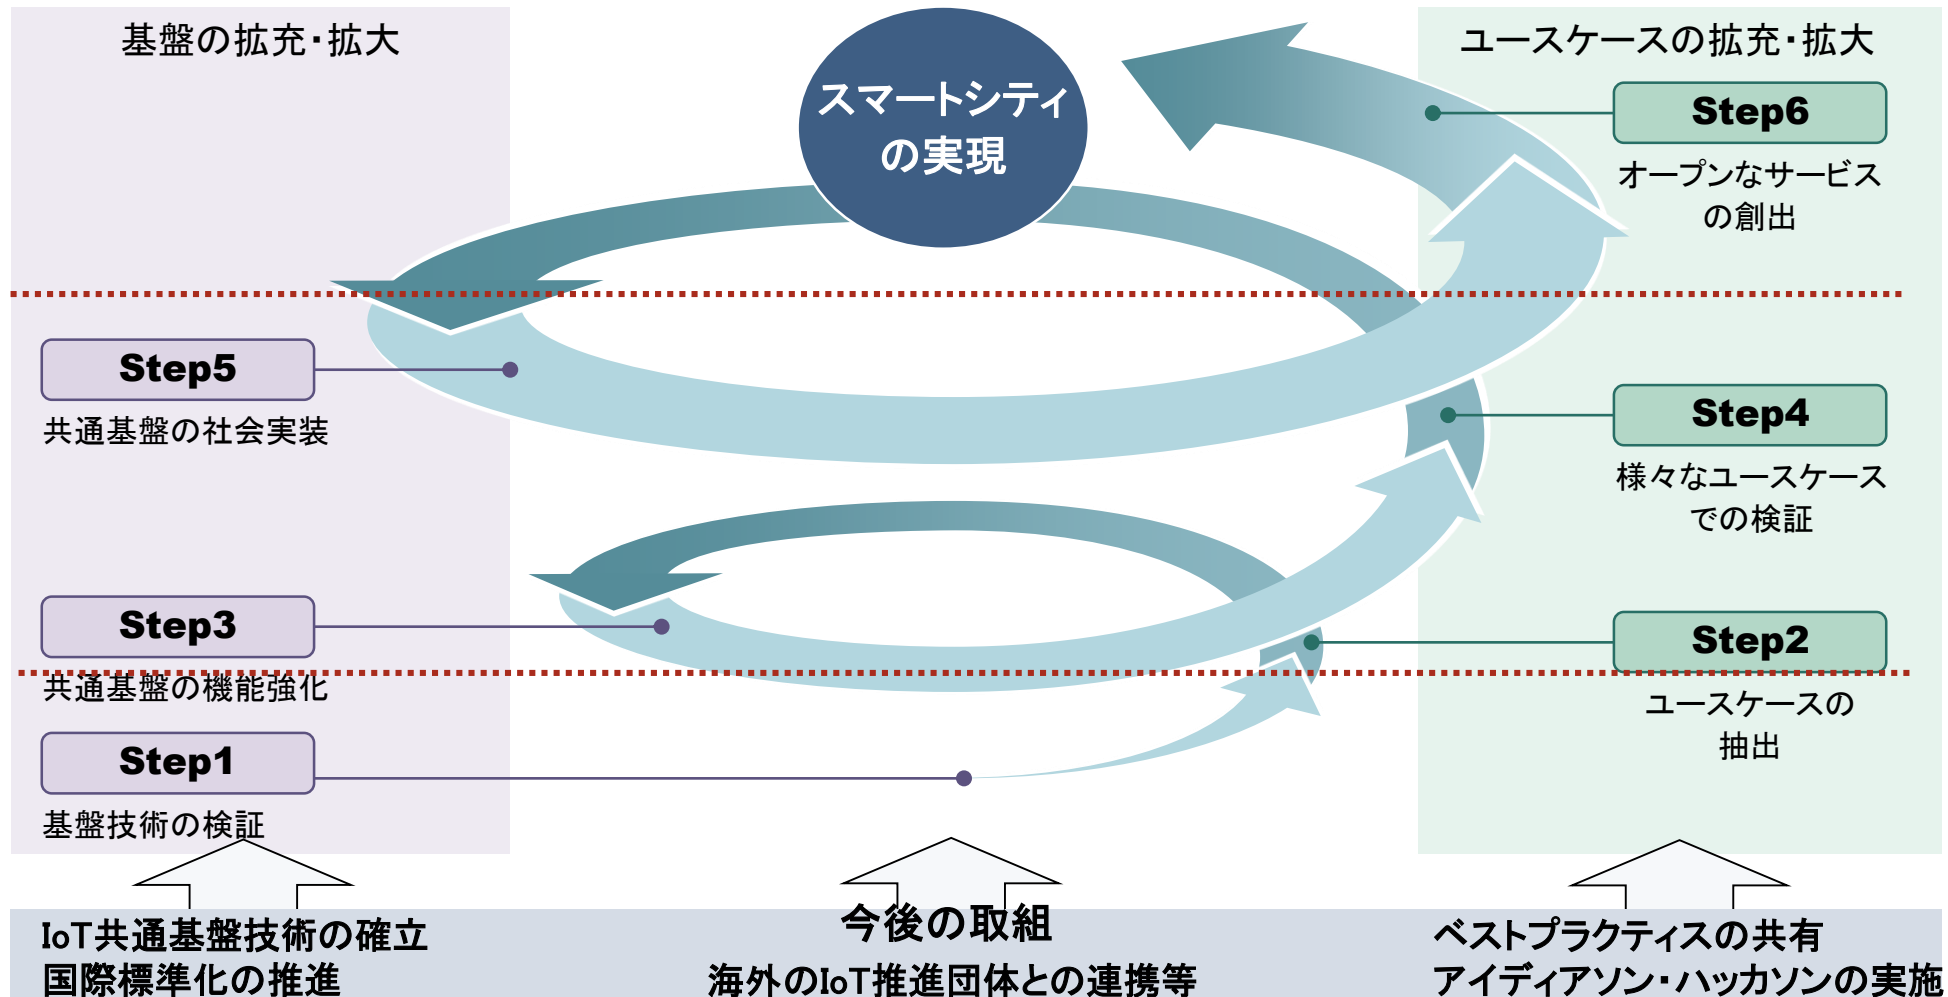 基盤の拡充・拡大
スマートシティ
の実現
ユースケースの拡充・拡大
Step6
オープンなサービス
の創出
Step5
共通基盤の社会実装
Step4
様々なユースケース
での検証
Step3
共通基盤の機能強化
Step2
ユースケースの
抽出
Step1
基盤技術の検証
IoT共通基盤技術の確立
国際標準化の推進
今後の取組
海外のIoT推進団体との連携等
ベストプラクティスの共有
アイディアソン・ハッカソンの実施